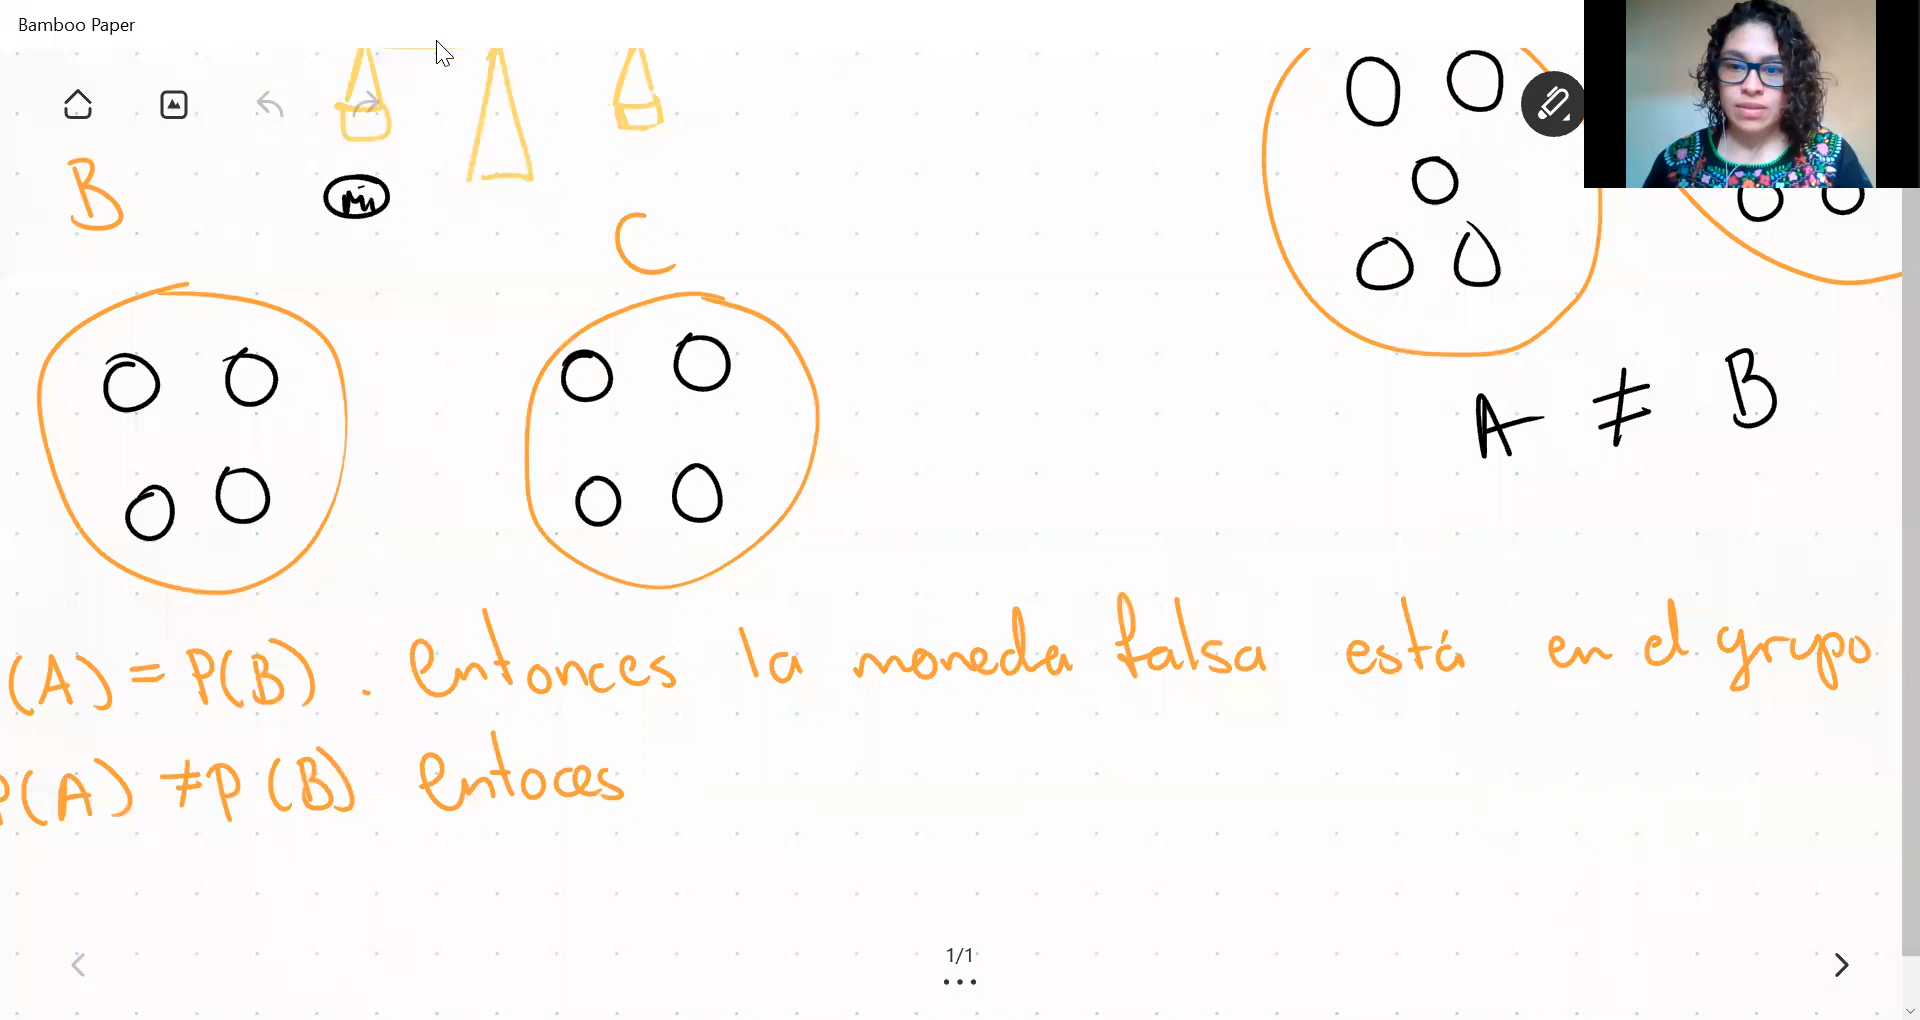 Bamboo Paper
B
C
A ≠ B
(A) = P(B). Entonces la moneda falsa está en el grupo
P(A) ≠ P(B) entoces
1/1